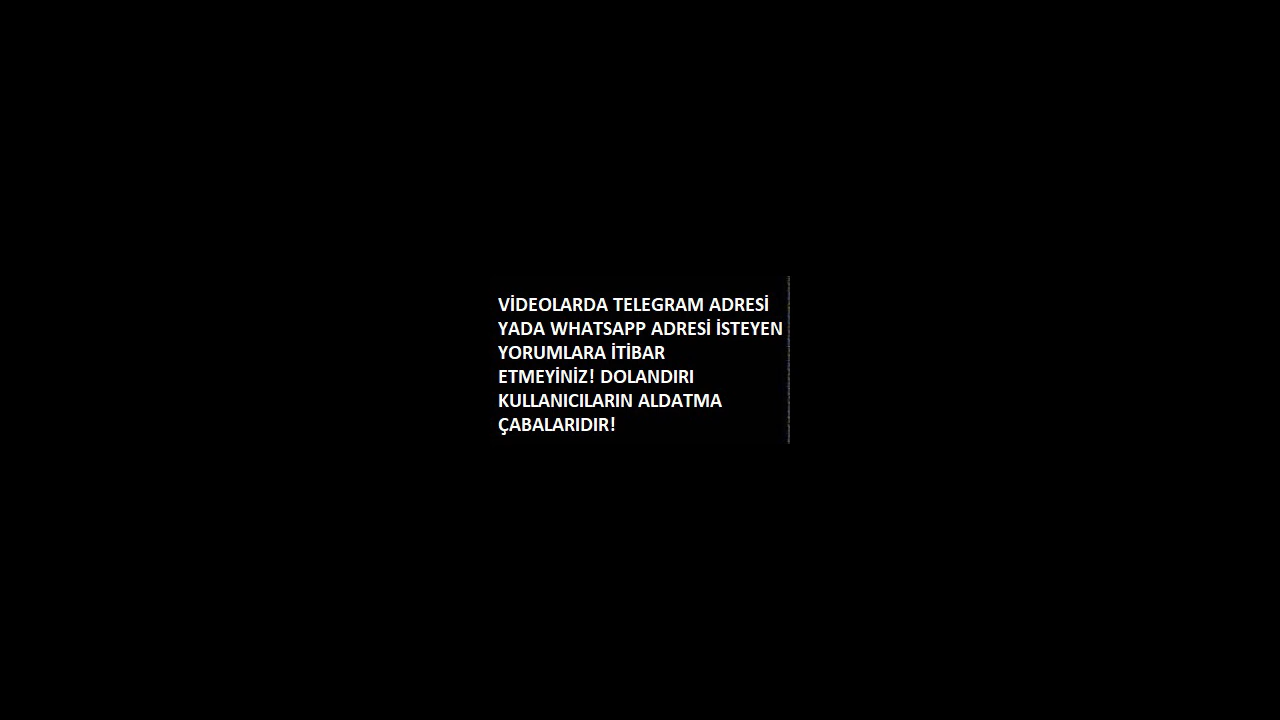 VİDEOLARDA TELEGRAM ADRESİ
YADA WHATSAPP ADRESİ İSTEYEN
YORUMLARA İTİBAR
ETMEYİNİZ! DOLANDIRI
KULLANICILARIN ALDATMA
ÇABALARIDIR!